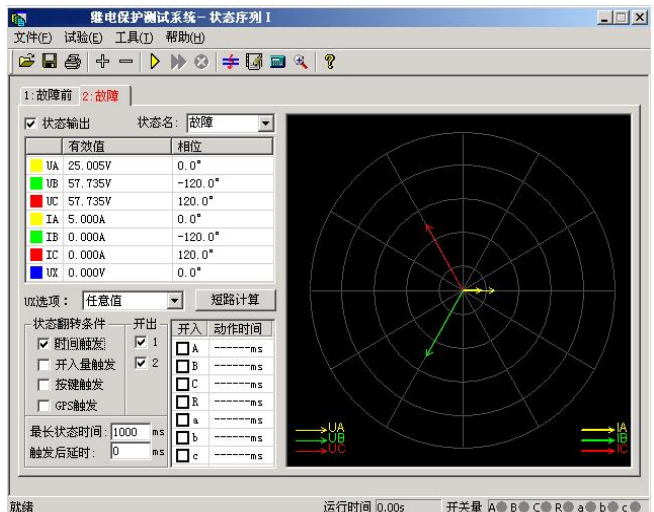 继电保护测试系统－状态序列 I
文件(F) 试验(E) 工具(T) 帮助(H)
1:故障前 2:故障
状态输出 状态名: 故障
有效值 相位
UA 25.005V 0.0°
UB 57.735V -120.0°
UC 57.735V 120.0°
IA 5.000A 0.0°
IB 0.000A -120.0°
IC 0.000A 120.0°
UX 0.000V 0.0°
UX选项: 任意值 短路计算
状态翻转条件 开出 开入 动作时间
时间触发 1 A ------ms
开入量触发 2 B ------ms
按键触发 C ------ms
GPS触发 R ------ms
a ------ms
最长状态时间: 1000 ms b ------ms
触发后延时: 0 ms c ------ms
UA IA
UB IB
UC IC
就绪 运行时间 0.00s 开关量 A B C R a b c